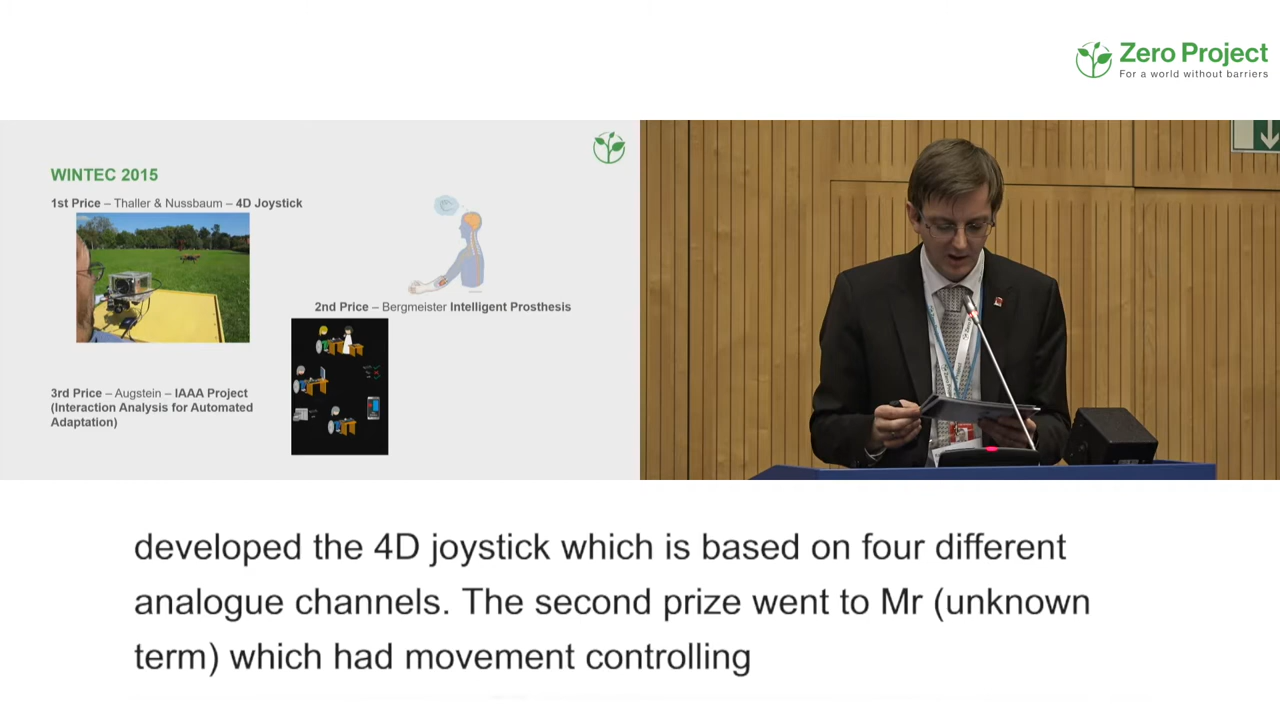 Zero Project
For a world without barriers
WINTEC 2015
1st Price – Thaller & Nussbaum – 4D Joystick
2nd Price – Bergmeister Intelligent Prosthesis
3rd Price – Augstein – IAAA Project
(Interaction Analysis for Automated
Adaptation)
developed the 4D joystick which is based on four different
analogue channels. The second prize went to Mr (unknown
term) which had movement controlling